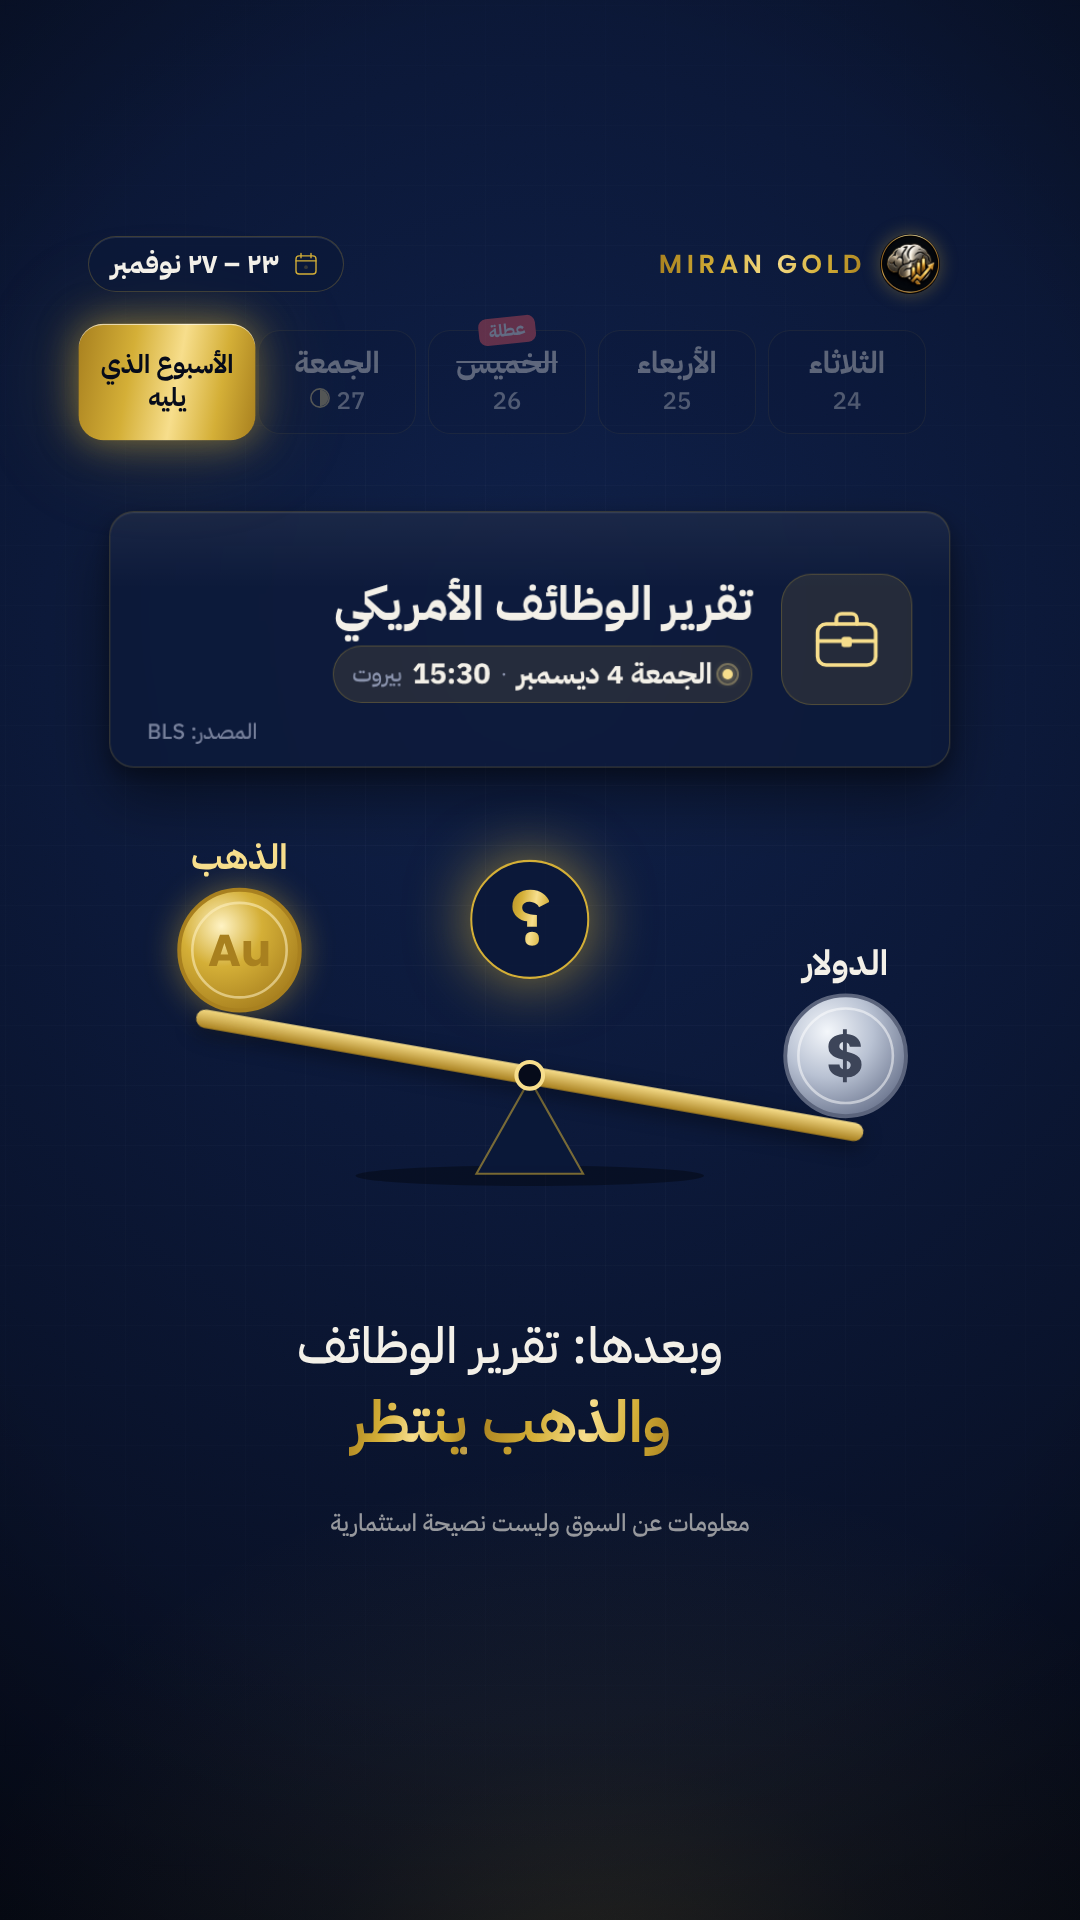 MIRAN GOLD
٢٣ – ٢٧ نوفمبر
الثلاثاء
24
الأربعاء
25
عطلة
الخميس
26
الجمعة
27
الأسبوع الذي
يليه
تقرير الوظائف الأمريكي
الجمعة 4 ديسمبر · 15:30 بيروت
المصدر: BLS
الذهب
Au
؟
الدولار
$
وبعدها: تقرير الوظائف
والذهب ينتظر
معلومات عن السوق وليست نصيحة استثمارية